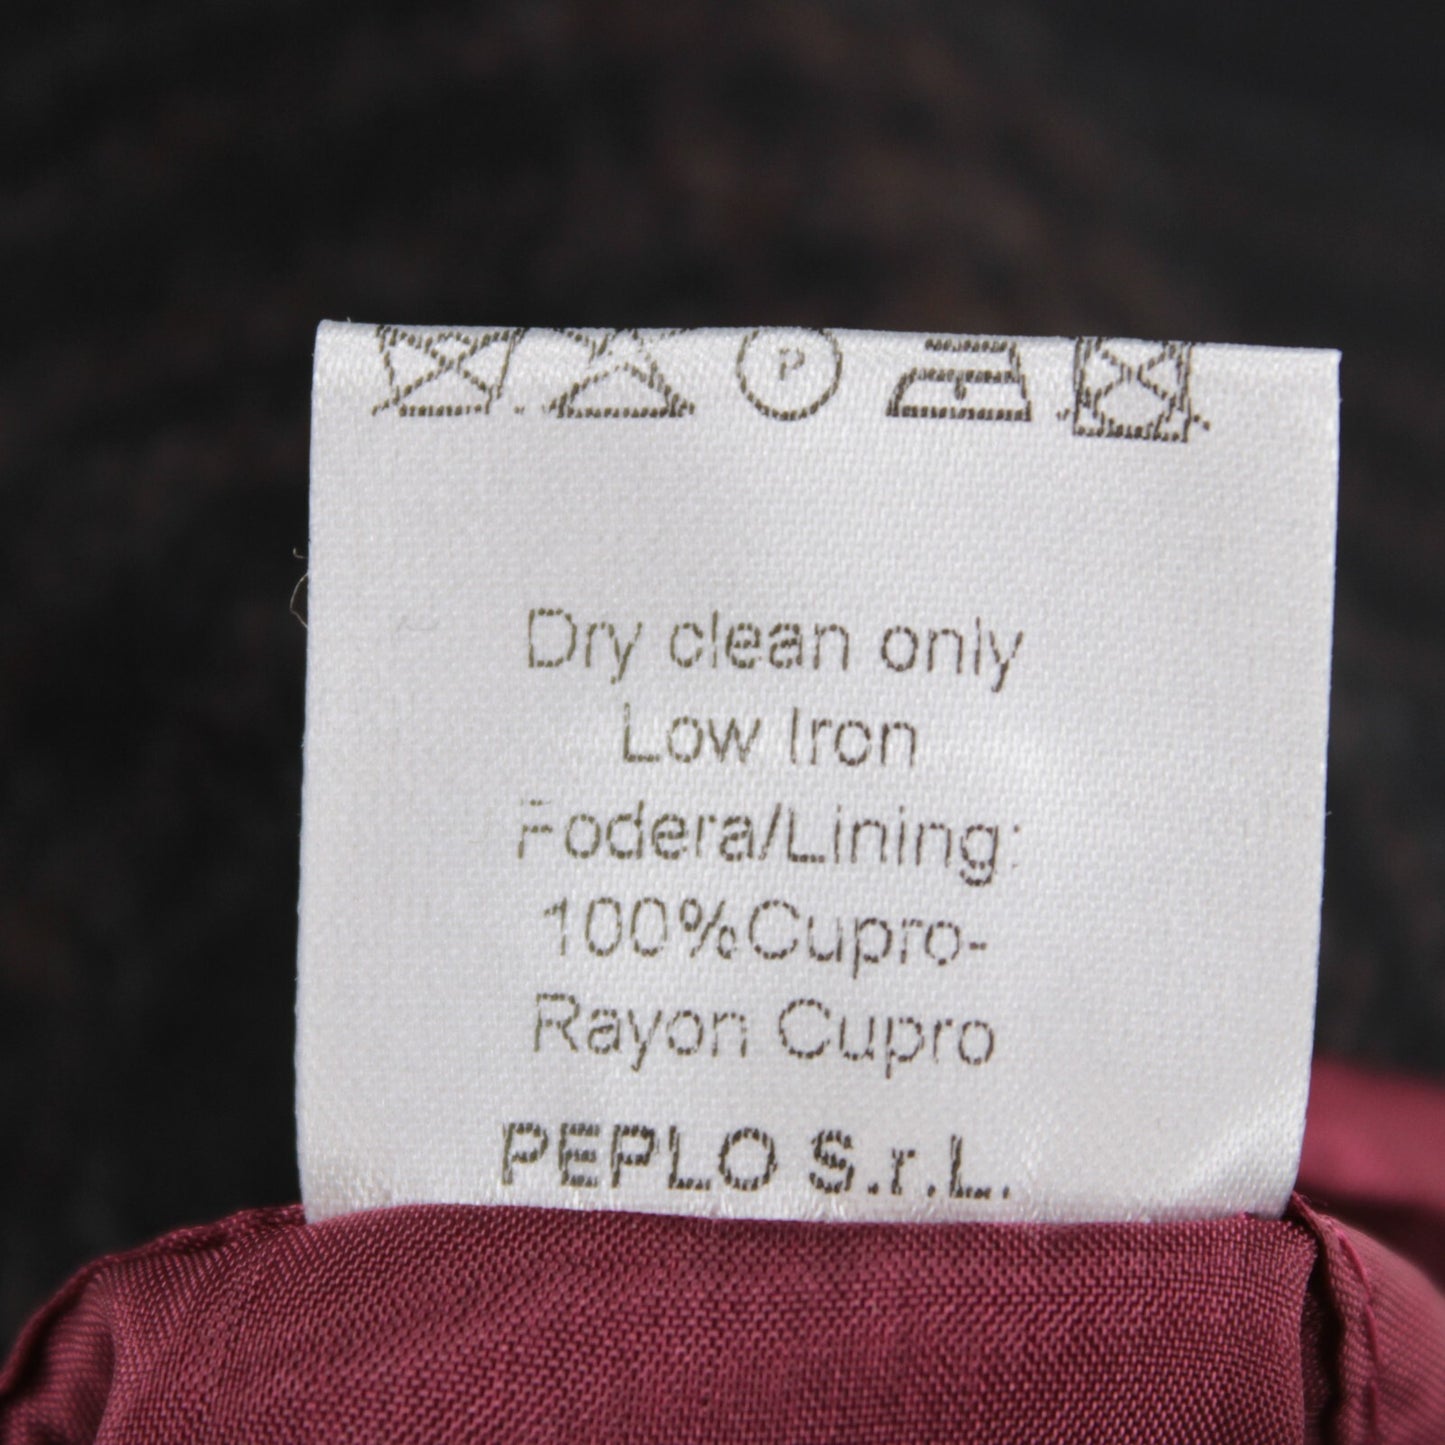 P
Dry clean only
Low Iron
Fodera/Lining:
100%Cupro-
Rayon Cupro
PEPLO S.r.L.